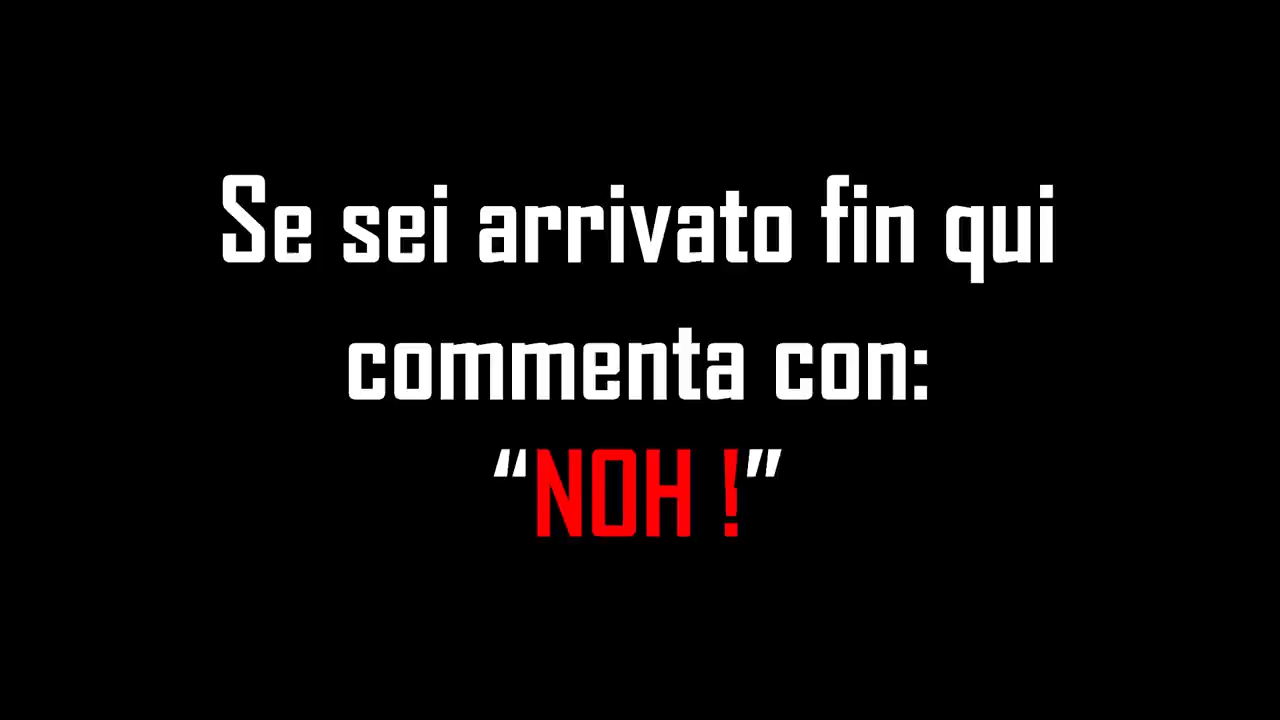 Se sei arrivato fin qui
commenta con:
“NOH !”